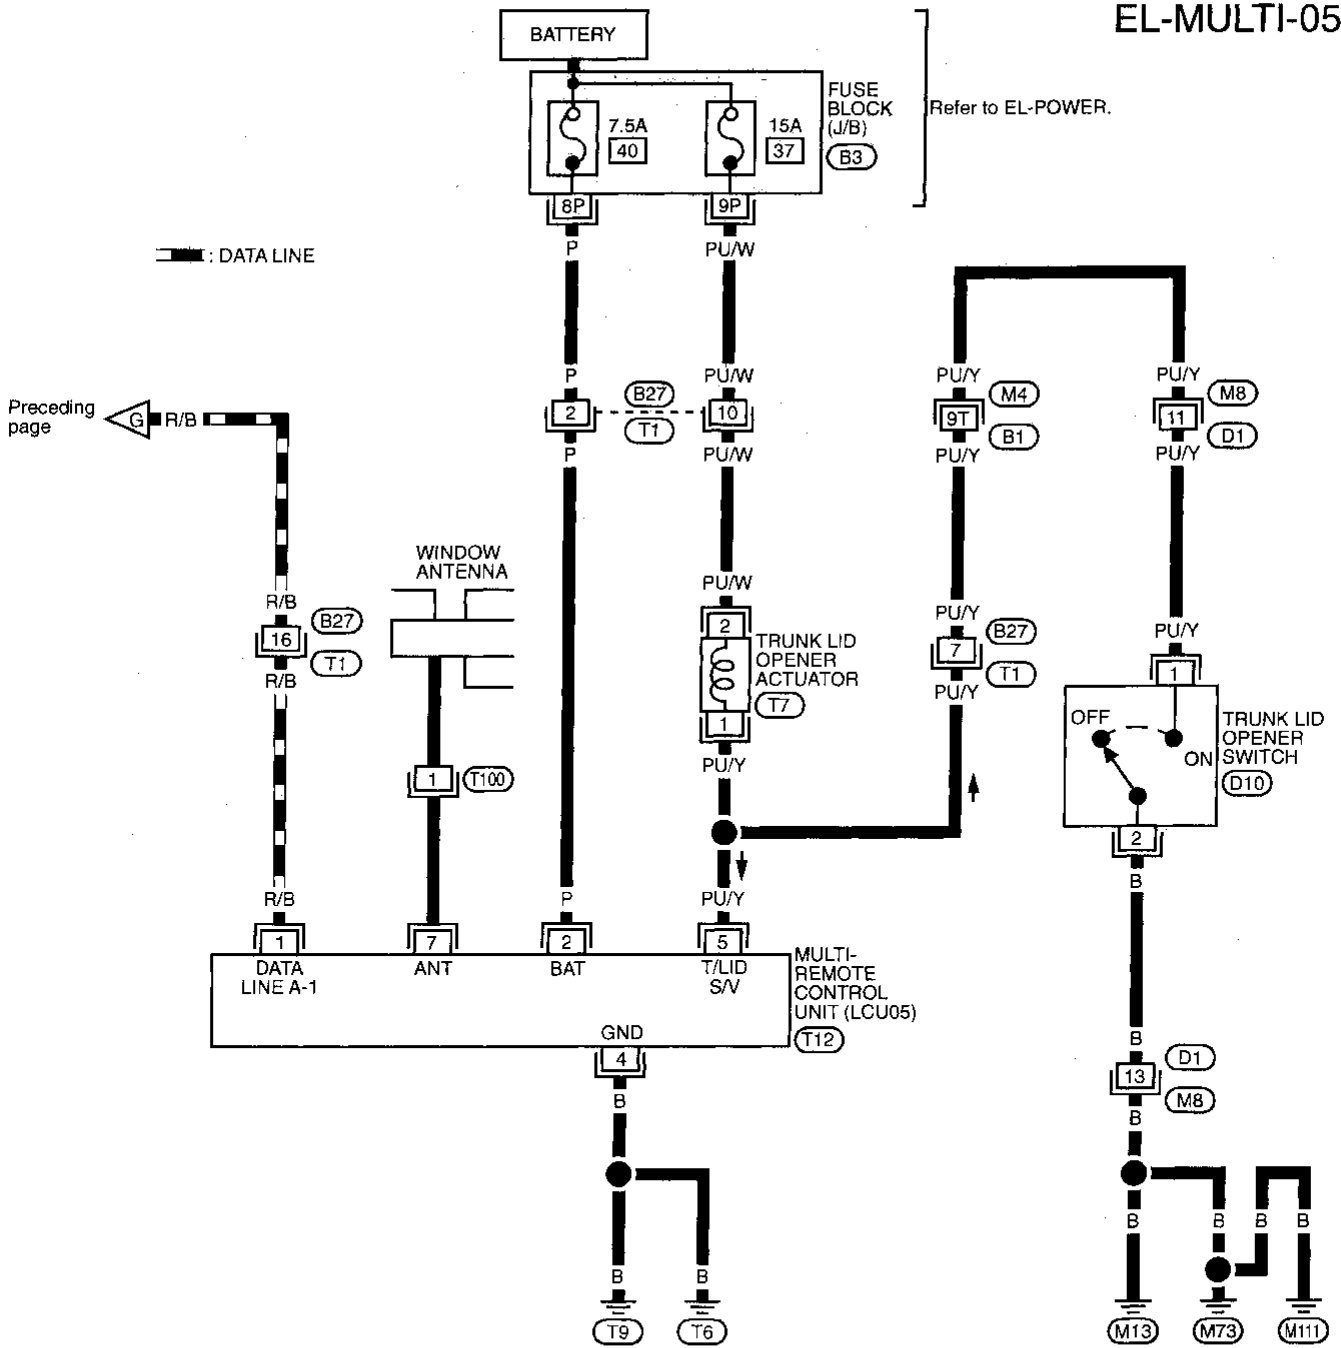 EL-MULTI-05
BATTERY
FUSE
BLOCK
(J/B)
B3
Refer to EL-POWER.
7.5A
40
15A
37
8P
9P
P
PU/W
: DATA LINE
P
PU/W
PU/Y
M4
PU/Y
M8
Preceding
page
G
R/B
2
B27
T1
10
9T
B1
11
D1
P
PU/W
PU/Y
PU/Y
WINDOW
ANTENNA
PU/W
R/B
16
B27
T1
R/B
2
TRUNK LID
OPENER
ACTUATOR
T7
1
PU/Y
PU/Y
7
B27
T1
PU/Y
PU/Y
1
OFF
ON
TRUNK LID
OPENER
SWITCH
D10
2
B
1
T100
R/B
P
PU/Y
1
7
2
5
DATA
LINE A-1
ANT
BAT
T/LID
S/V
MULTI-
REMOTE
CONTROL
UNIT (LCU05)
T12
GND
4
B
B
13
D1
M8
B
B
B
B
B
B
B
T9
T6
M13
M73
M111